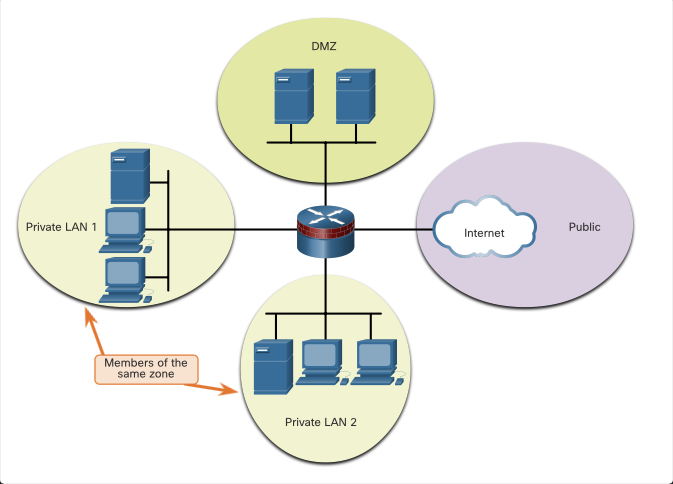 DMZ
Private LAN 1
Internet
Public
Members of the
same zone
Private LAN 2